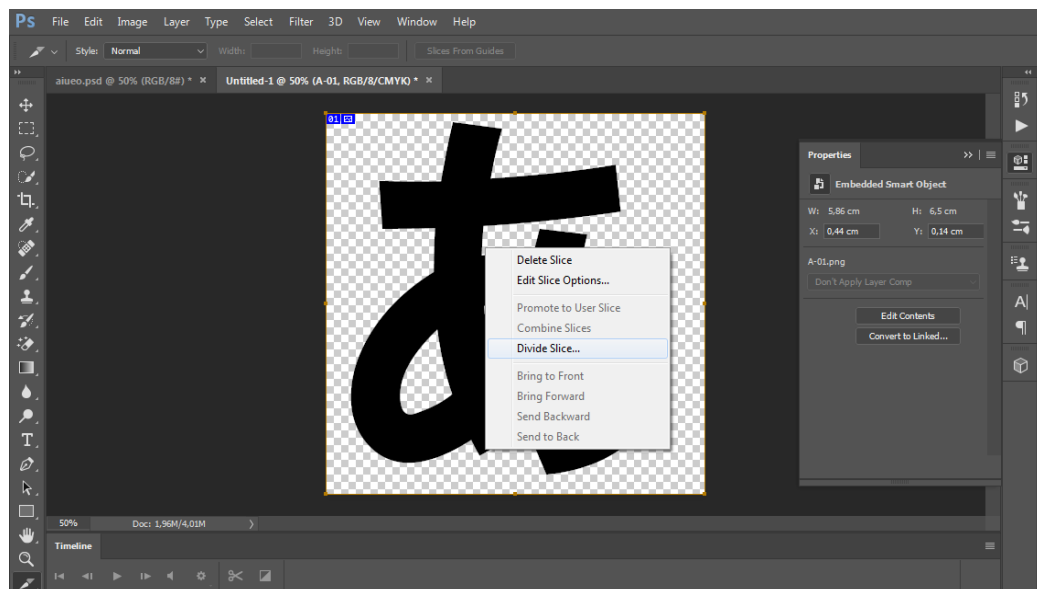 Ps File Edit Image Layer Type Select Filter 3D View Window Help
Style: Normal Width: Height: Slices From Guides
aiueo.psd @ 50% (RGB/8#) * × Untitled-1 @ 50% (A-01, RGB/8/CMYK) * ×
01
あ
Delete Slice
Edit Slice Options...
Promote to User Slice
Combine Slices
Divide Slice...
Bring to Front
Bring Forward
Send Backward
Send to Back
Properties
Embedded Smart Object
W: 5,86 cm H: 6,5 cm
X: 0,44 cm Y: 0,14 cm
A-01.png
Don't Apply Layer Comp
Edit Contents
Convert to Linked...
50% Doc: 1,96M/4,01M
Timeline